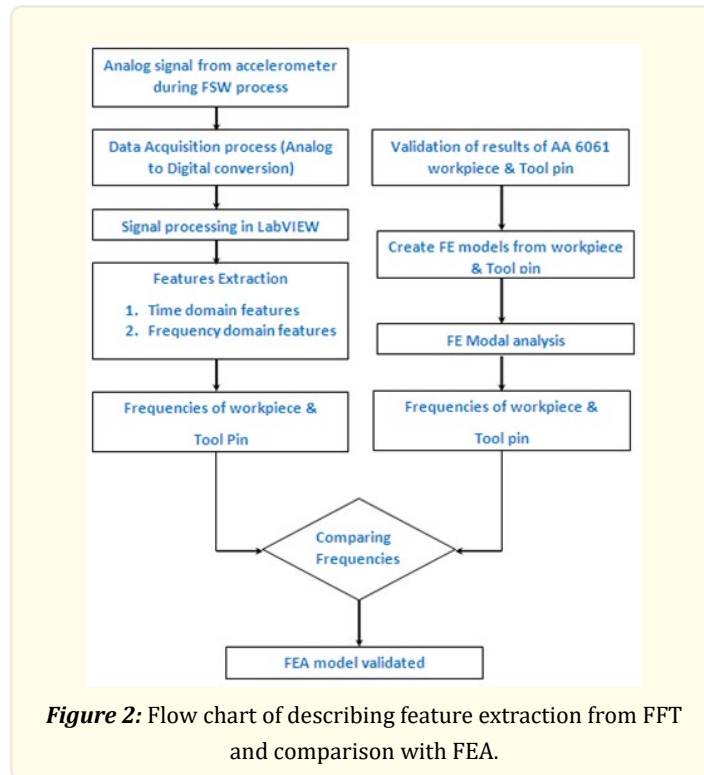 Analog signal from accelerometer
during FSW process
Data Acquisition process (Analog
to Digital conversion)
Signal processing in LabVIEW
Features Extraction
1. Time domain features
2. Frequency domain features
Frequencies of workpiece &
Tool Pin
Validation of results of AA 6061
workpiece & Tool pin
Create FE models from workpiece
& Tool pin
FE Modal analysis
Frequencies of workpiece &
Tool pin
Comparing
Frequencies
FEA model validated
Figure 2: Flow chart of describing feature extraction from FFT
and comparison with FEA.